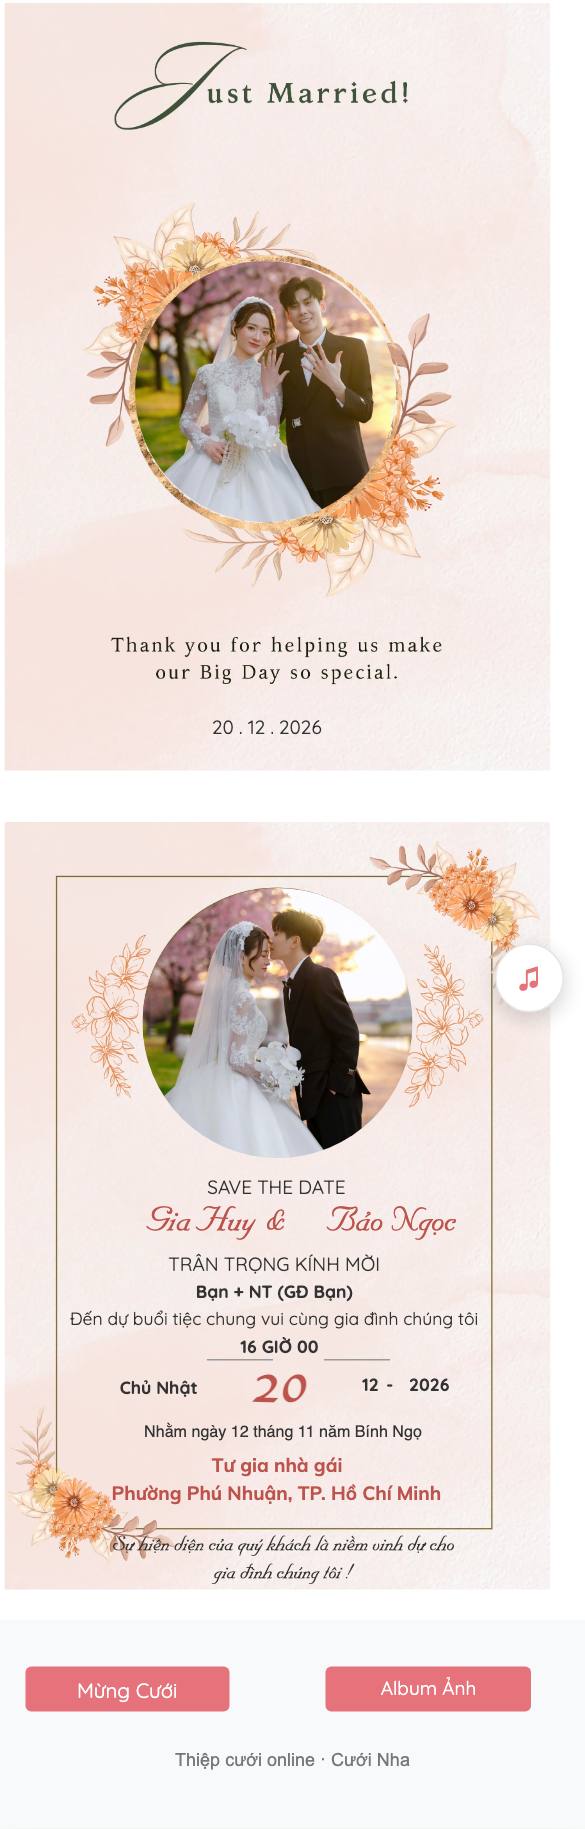 Just Married!
Thank you for helping us make
our Big Day so special.
20 . 12 . 2026
SAVE THE DATE
Gia Huy & Bảo Ngọc
TRÂN TRỌNG KÍNH MỜI
Bạn + NT (GĐ Bạn)
Đến dự buổi tiệc chung vui cùng gia đình chúng tôi
16 GIỜ 00
Chủ Nhật 20 12 - 2026
Nhằm ngày 12 tháng 11 năm Bính Ngọ
Tư gia nhà gái
Phường Phú Nhuận, TP. Hồ Chí Minh
Sự hiện diện của quý khách là niềm vinh dự cho
gia đình chúng tôi !
Mừng Cưới Album Ảnh
Thiệp cưới online · Cưới Nha